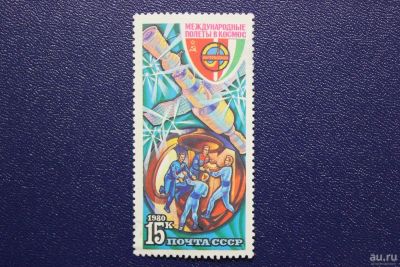 МЕЖДУНАРОДНЫЕ
ПОЛЕТЫ В КОСМОС
1980
15К
ПОЧТА СССР
au.ru